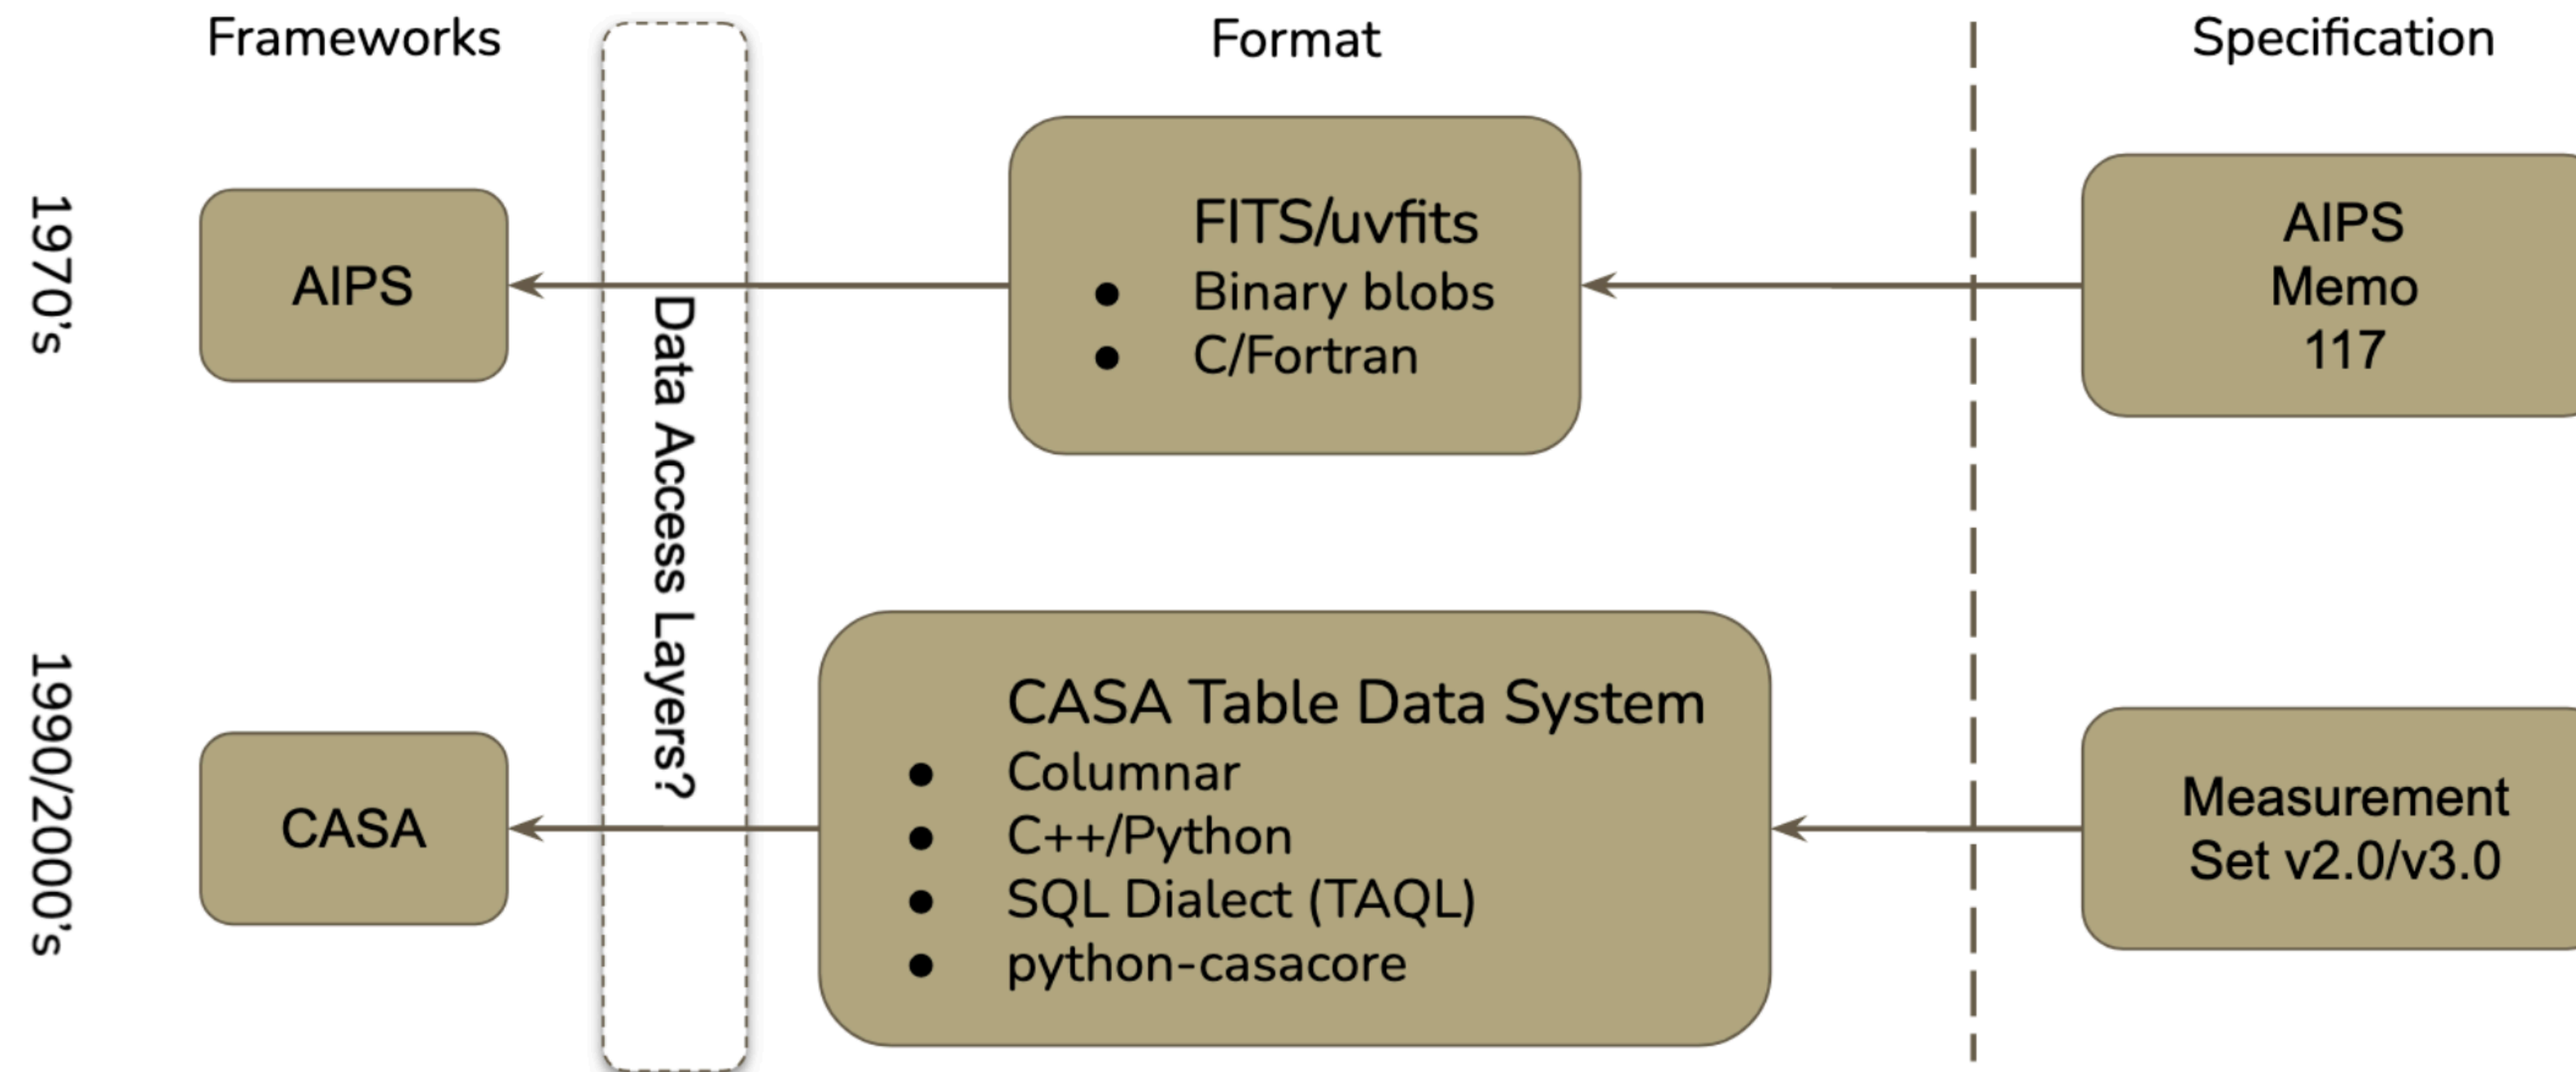 Frameworks
Format
Specification
1970's
AIPS
FITS/uvfits
● Binary blobs
● C/Fortran
AIPS
Memo
117
Data Access Layers?
1990/2000's
CASA
CASA Table Data System
● Columnar
● C++/Python
● SQL Dialect (TAQL)
● python-casacore
Measurement
Set v2.0/v3.0